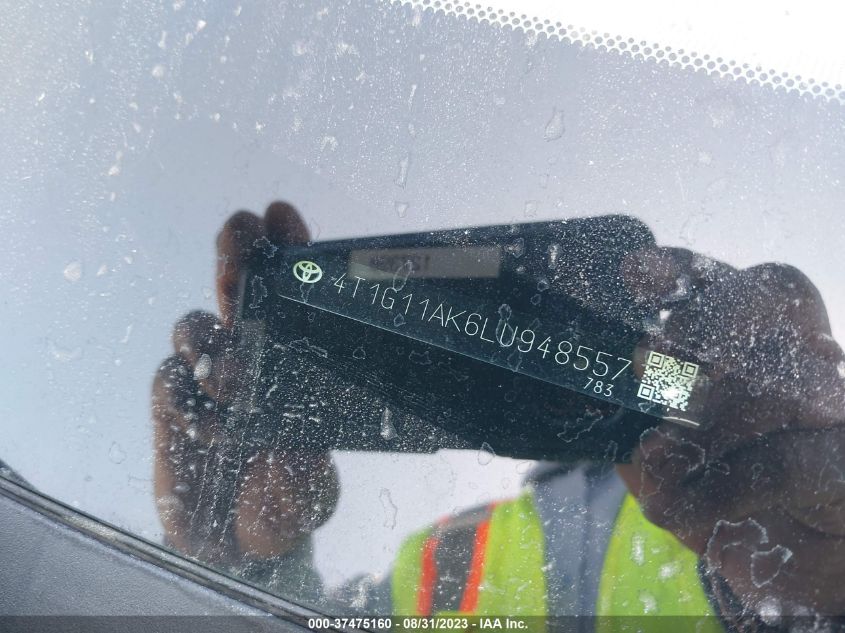 4T1G11AK6LU948557
783
000-37475160 - 08/31/2023 - IAA Inc.